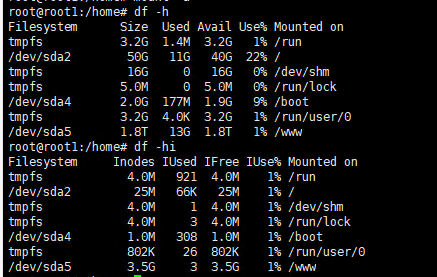 root@root1:/home# df -h
Filesystem Size Used Avail Use% Mounted on
tmpfs 3.2G 1.4M 3.2G 1% /run
/dev/sda2 50G 11G 40G 22% /
tmpfs 16G 0 16G 0% /dev/shm
tmpfs 5.0M 0 5.0M 0% /run/lock
/dev/sda4 2.0G 177M 1.9G 9% /boot
tmpfs 3.2G 4.0K 3.2G 1% /run/user/0
/dev/sda5 1.8T 13G 1.8T 1% /www
root@root1:/home# df -hi
Filesystem Inodes IUsed IFree IUse% Mounted on
tmpfs 4.0M 921 4.0M 1% /run
/dev/sda2 25M 66K 25M 1% /
tmpfs 4.0M 1 4.0M 1% /dev/shm
tmpfs 4.0M 3 4.0M 1% /run/lock
/dev/sda4 1.0M 308 1.0M 1% /boot
tmpfs 802K 26 802K 1% /run/user/0
/dev/sda5 3.5G 3 3.5G 1% /www